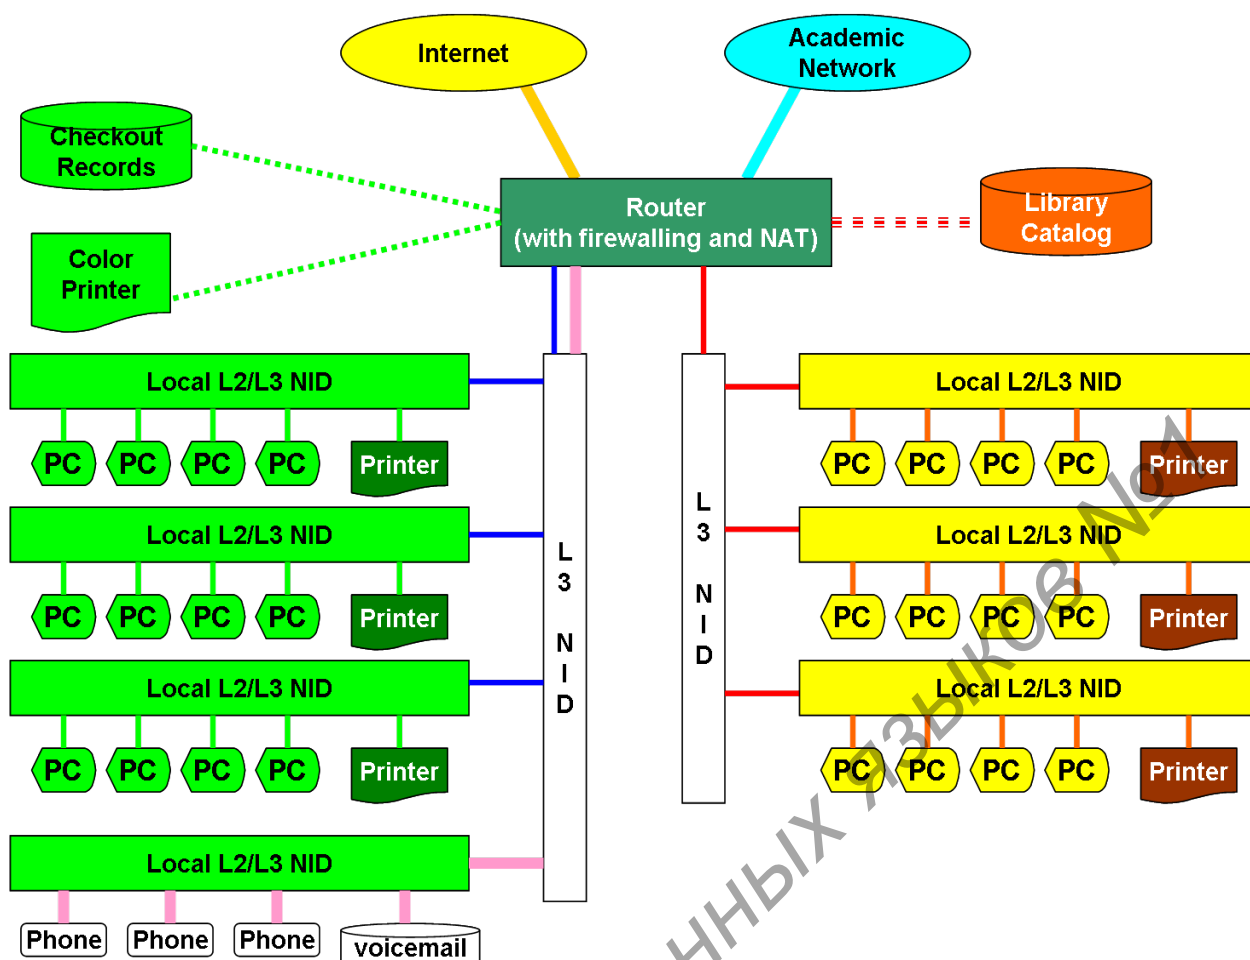 Internet
Academic
Network
Checkout
Records
Router
(with firewalling and NAT)
Library
Catalog
Color
Printer
Local L2/L3 NID
PC PC PC PC Printer
Local L2/L3 NID
PC PC PC PC Printer
Local L2/L3 NID
PC PC PC PC Printer
Local L2/L3 NID
Phone Phone Phone voicemail
L3 NID
L3 NID
Local L2/L3 NID
PC PC PC PC Printer
Local L2/L3 NID
PC PC PC PC Printer
Local L2/L3 NID
PC PC PC PC Printer
языков №1